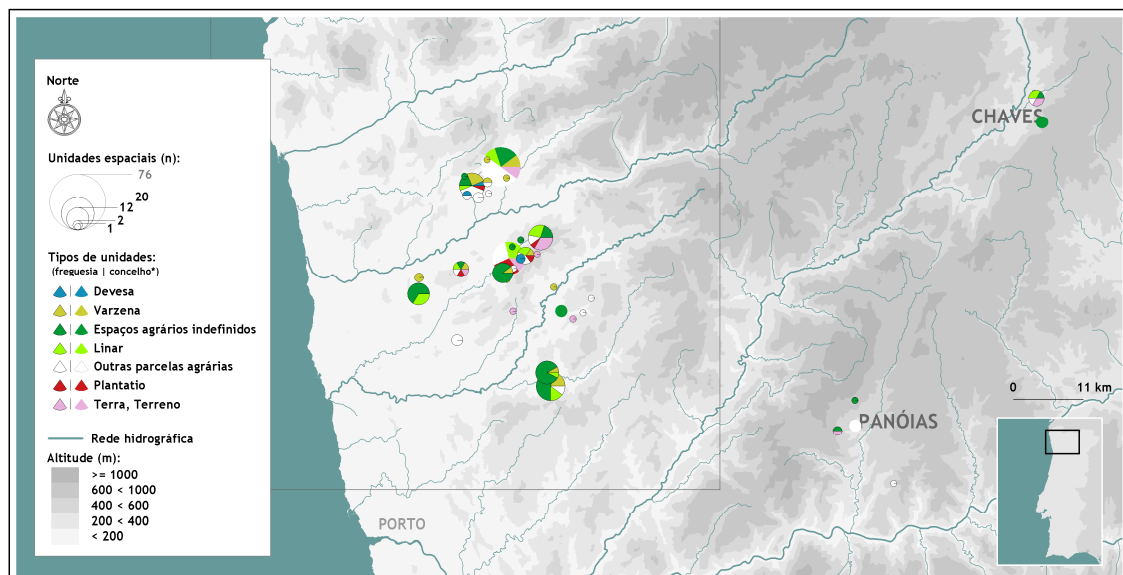 Norte
Unidades espaciais (n):
76
20
12
2
1
Tipos de unidades:
(freguesia | concelho*)
Devesa
Varzena
Espaços agrários indefinidos
Linar
Outras parcelas agrárias
Plantatio
Terra, Terreno
Rede hidrográfica
Altitude (m):
>= 1000
600 < 1000
400 < 600
200 < 400
< 200
CHAVES
PANÓIAS
PORTO
0 11 km